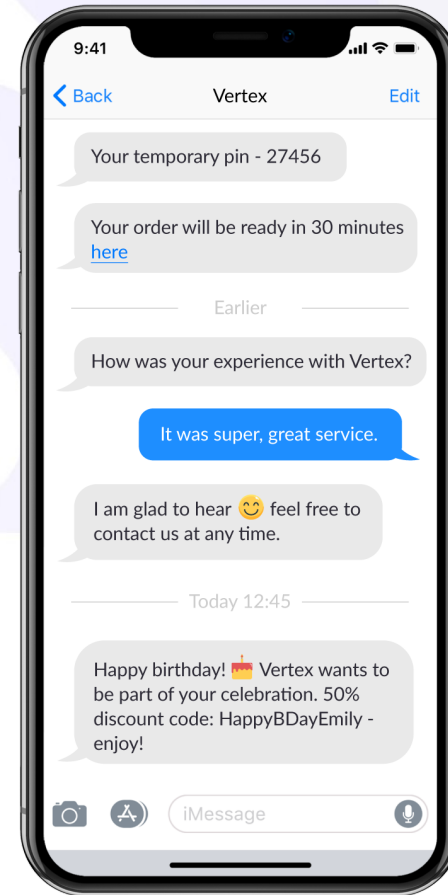 9:41
Back Vertex Edit
Your temporary pin - 27456
Your order will be ready in 30 minutes
here
Earlier
How was your experience with Vertex?
It was super, great service.
I am glad to hear 😊 feel free to
contact us at any time.
Today 12:45
Happy birthday! 🎂 Vertex wants to
be part of your celebration. 50%
discount code: HappyBDayEmily -
enjoy!
iMessage